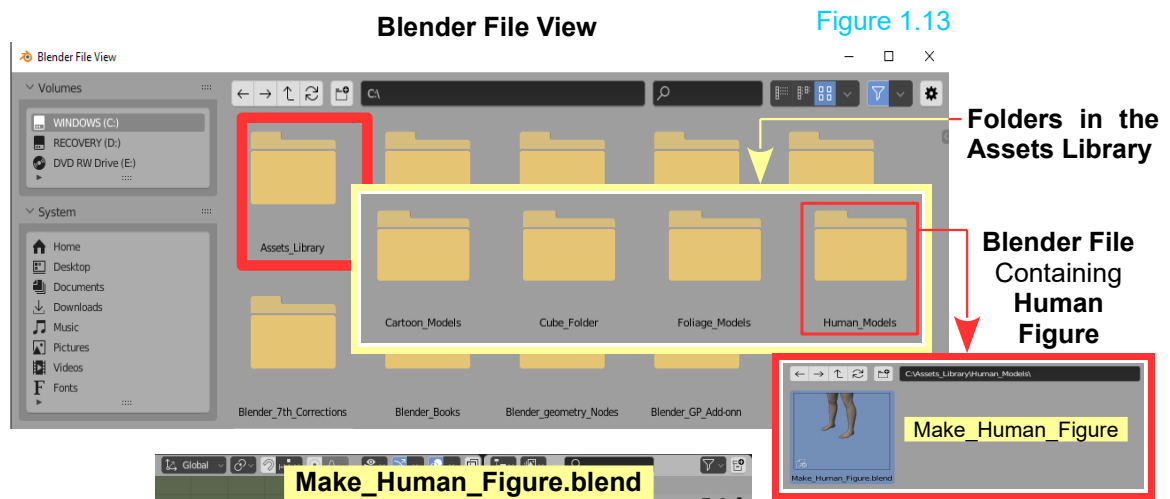 Blender File View
Figure 1.13
Blender File View
Volumes
C:\
WINDOWS (C:)
RECOVERY (D:)
DVD RW Drive (E:)
System
Home
Desktop
Documents
Downloads
Music
Pictures
Videos
Fonts
Assets_Library
Cartoon_Models
Cube_Folder
Foliage_Models
Human_Models
Blender_7th_Corrections
Blender_Books
Blender_geometry_Nodes
Blender_GP_Add-onn
Folders in the
Assets Library
Blender File
Containing
Human
Figure
C:\Assets_Library\Human_Models\
Make_Human_Figure
Make_Human_Figure.blend
Global
Make_Human_Figure.blend